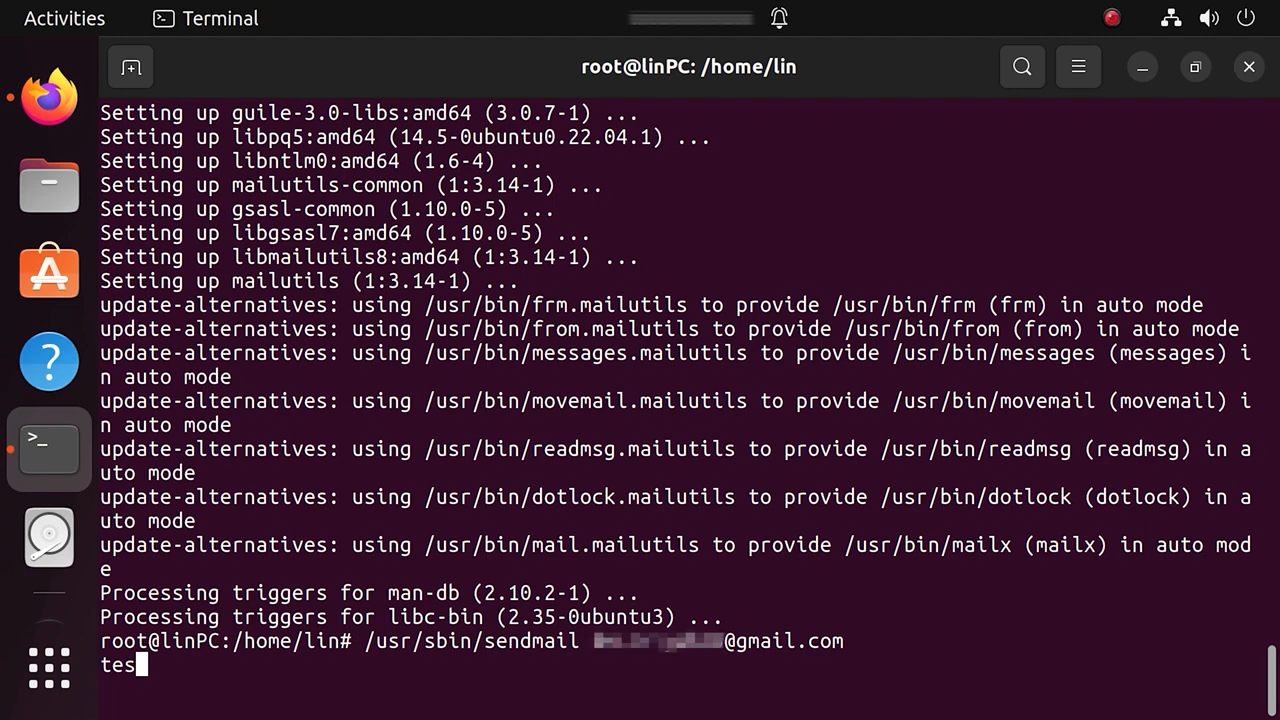 Activities Terminal
root@linPC: /home/lin
Setting up guile-3.0-libs:amd64 (3.0.7-1) ...
Setting up libpq5:amd64 (14.5-0ubuntu0.22.04.1) ...
Setting up libntlm0:amd64 (1.6-4) ...
Setting up mailutils-common (1:3.14-1) ...
Setting up gsasl-common (1.10.0-5) ...
Setting up libgsasl7:amd64 (1.10.0-5) ...
Setting up libmailutils8:amd64 (1:3.14-1) ...
Setting up mailutils (1:3.14-1) ...
update-alternatives: using /usr/bin/frm.mailutils to provide /usr/bin/frm (frm) in auto mode
update-alternatives: using /usr/bin/from.mailutils to provide /usr/bin/from (from) in auto mode
update-alternatives: using /usr/bin/messages.mailutils to provide /usr/bin/messages (messages) i
n auto mode
update-alternatives: using /usr/bin/movemail.mailutils to provide /usr/bin/movemail (movemail) i
n auto mode
update-alternatives: using /usr/bin/readmsg.mailutils to provide /usr/bin/readmsg (readmsg) in a
uto mode
update-alternatives: using /usr/bin/dotlock.mailutils to provide /usr/bin/dotlock (dotlock) in a
uto mode
update-alternatives: using /usr/bin/mail.mailutils to provide /usr/bin/mailx (mailx) in auto mod
e
Processing triggers for man-db (2.10.2-1) ...
Processing triggers for libc-bin (2.35-0ubuntu3) ...
root@linPC:/home/lin# /usr/sbin/sendmail @gmail.com
tes